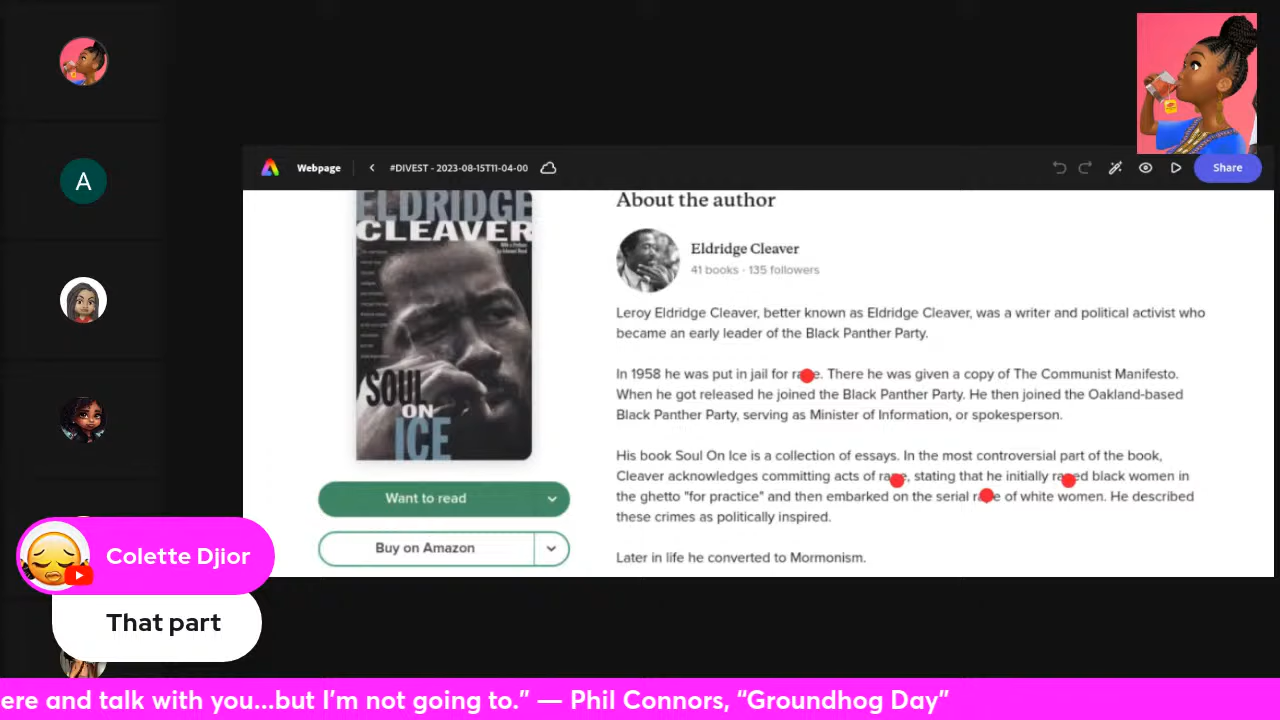 A
Webpage
#DIVEST - 2023-08-15T11-04-00
Share
ELDRIDGE
CLEAVER
SOUL
ON
ICE
Want to read
Buy on Amazon
About the author
Eldridge Cleaver
41 books · 135 followers
Leroy Eldridge Cleaver, better known as Eldridge Cleaver, was a writer and political activist who
became an early leader of the Black Panther Party.
In 1958 he was put in jail for ra e. There he was given a copy of The Communist Manifesto.
When he got released he joined the Black Panther Party. He then joined the Oakland-based
Black Panther Party, serving as Minister of Information, or spokesperson.
His book Soul On Ice is a collection of essays. In the most controversial part of the book,
Cleaver acknowledges committing acts of ra e, stating that he initially ra ed black women in
the ghetto "for practice" and then embarked on the serial r e of white women. He described
these crimes as politically inspired.
Later in life he converted to Mormonism.
Colette Djior
That part
ere and talk with you...but I'm not going to.” — Phil Connors, “Groundhog Day”